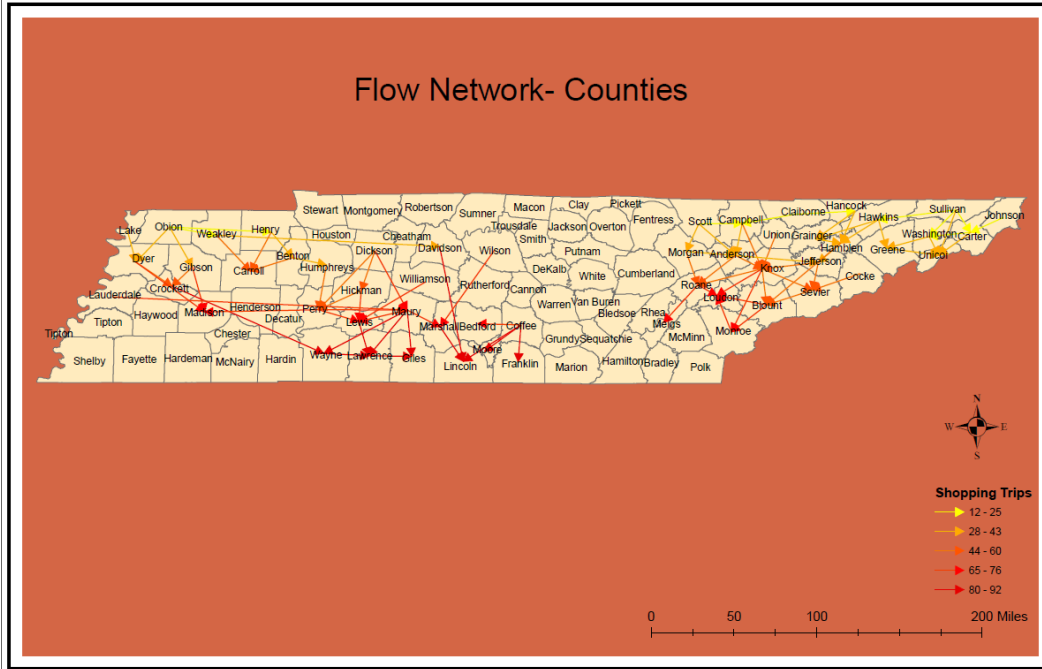 Flow Network- Counties
Stewart Montgomery Robertson Sumner Macon Clay Pickett
Lake Obion Weakley Henry Houston Dickson Cheatham Davidson Wilson Trousdale Smith Jackson Overton Fentress Scott Campbell Claiborne Hancock Hawkins Sullivan Johnson
Dyer Gibson Carroll Benton Humphreys Williamson Rutherford DeKalb Putnam Morgan Anderson Union Grainger Hamblen Greene Washington Carter Unicoi
Crockett Hickman Cannon White Cumberland Roane Knox Jefferson Cocke
Lauderdale Haywood Madison Henderson Decatur Perry Lewis Maury Marshall Bedford Coffee Warren Van Buren Bledsoe Rhea Meigs Loudon Blount Sevier
Tipton Tipton Chester Moore Grundy Sequatchie McMinn Monroe
Shelby Fayette Hardeman McNairy Hardin Wayne Lawrence Giles Lincoln Franklin Marion Hamilton Bradley Polk
N
W E
S
Shopping Trips
12 - 25
28 - 43
44 - 60
65 - 76
80 - 92
0 50 100 200 Miles